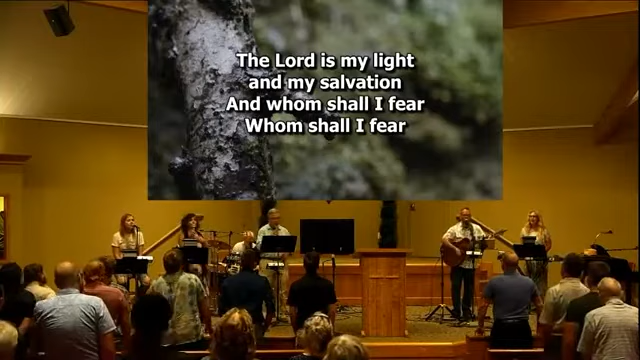 The Lord is my light
and my salvation
And whom shall I fear
Whom shall I fear